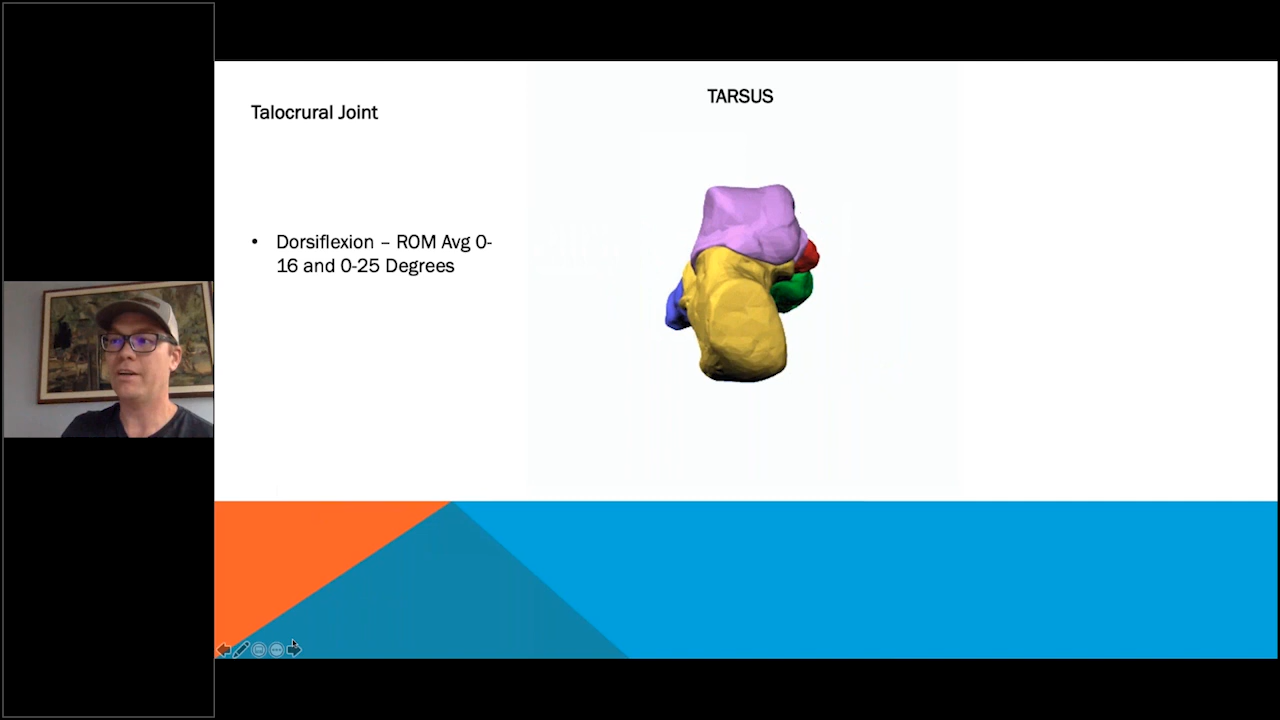 TARSUS
Talocrural Joint
• Dorsiflexion – ROM Avg 0-
16 and 0-25 Degrees